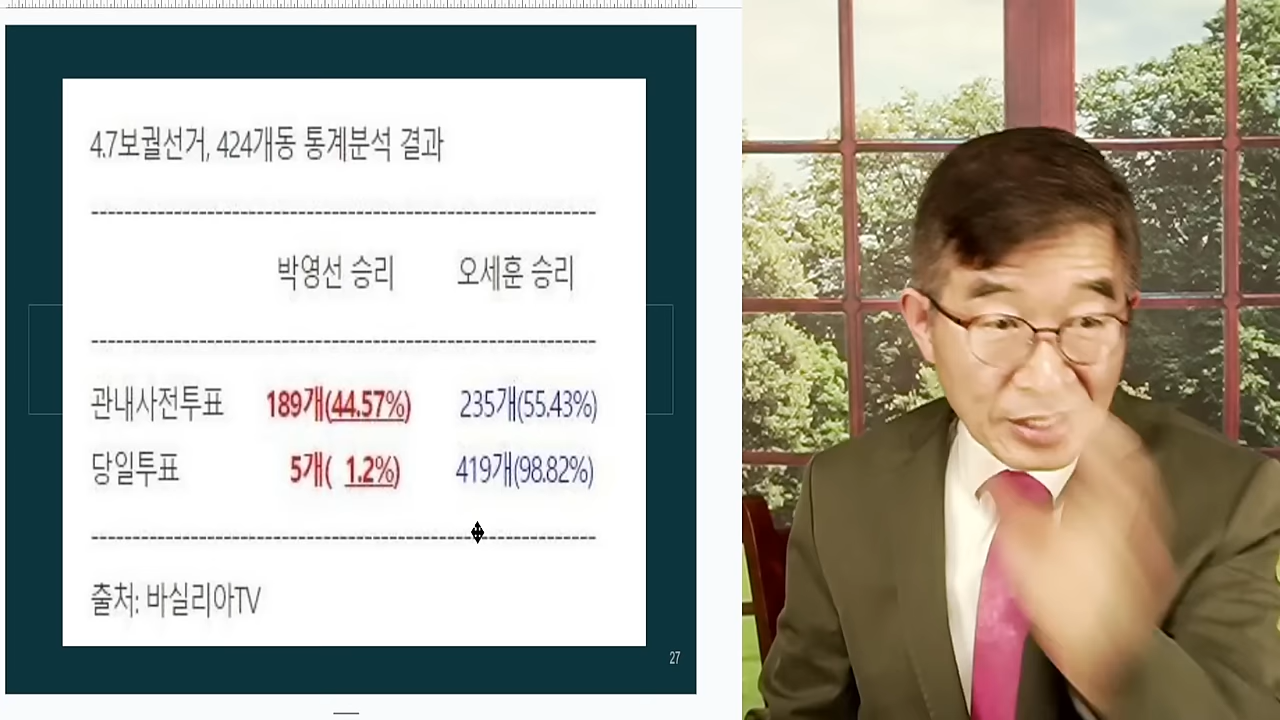 4.7보궐선거, 424개동 통계분석 결과
박영선 승리 오세훈 승리
관내사전투표 189개(44.57%) 235개(55.43%)
당일투표 5개( 1.2%) 419개(98.82%)
출처: 바실리아TV
27